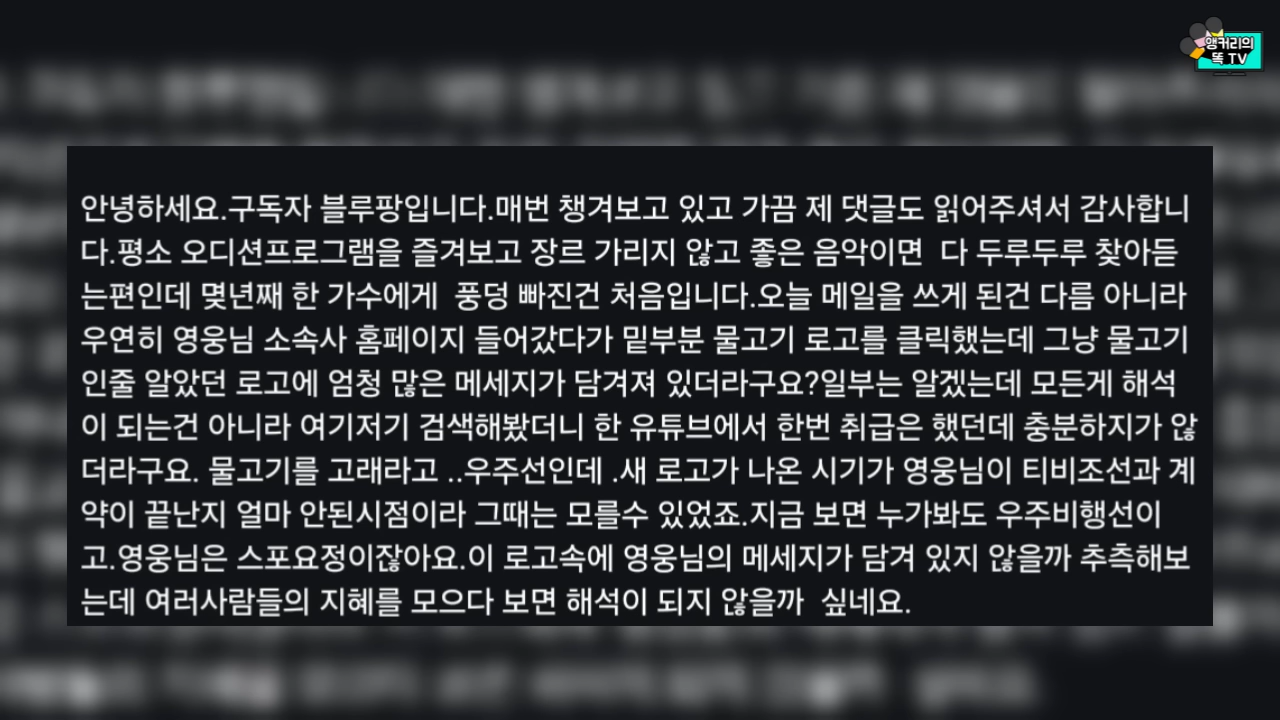 앵커리의
똑 TV
안녕하세요.구독자 블루팡입니다.매번 챙겨보고 있고 가끔 제 댓글도 읽어주셔서 감사합니
다.평소 오디션프로그램을 즐겨보고 장르 가리지 않고 좋은 음악이면 다 두루두루 찾아듣
는편인데 몇년째 한 가수에게 풍덩 빠진건 처음입니다.오늘 메일을 쓰게 된건 다름 아니라
우연히 영웅님 소속사 홈페이지 들어갔다가 밑부분 물고기 로고를 클릭했는데 그냥 물고기
인줄 알았던 로고에 엄청 많은 메세지가 담겨져 있더라구요?일부는 알겠는데 모든게 해석
이 되는건 아니라 여기저기 검색해봤더니 한 유튜브에서 한번 취급은 했던데 충분하지가 않
더라구요. 물고기를 고래라고 ..우주선인데 .새 로고가 나온 시기가 영웅님이 티비조선과 계
약이 끝난지 얼마 안된시점이라 그때는 모를수 있었죠.지금 보면 누가봐도 우주비행선이
고.영웅님은 스포요정이잖아요.이 로고속에 영웅님의 메세지가 담겨 있지 않을까 추측해보
는데 여러사람들의 지혜를 모으다 보면 해석이 되지 않을까 싶네요.